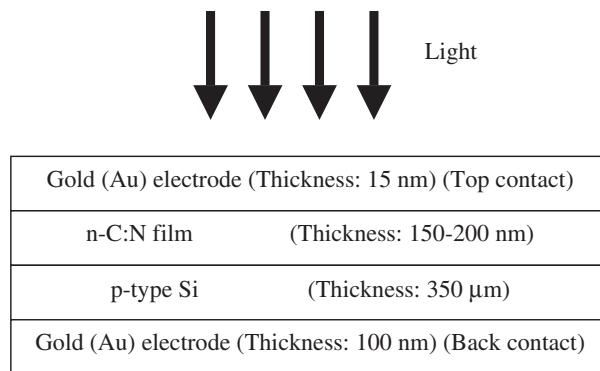 Light
Gold (Au) electrode (Thickness: 15 nm) (Top contact)
n-C:N film (Thickness: 150-200 nm)
p-type Si (Thickness: 350 μm)
Gold (Au) electrode (Thickness: 100 nm) (Back contact)